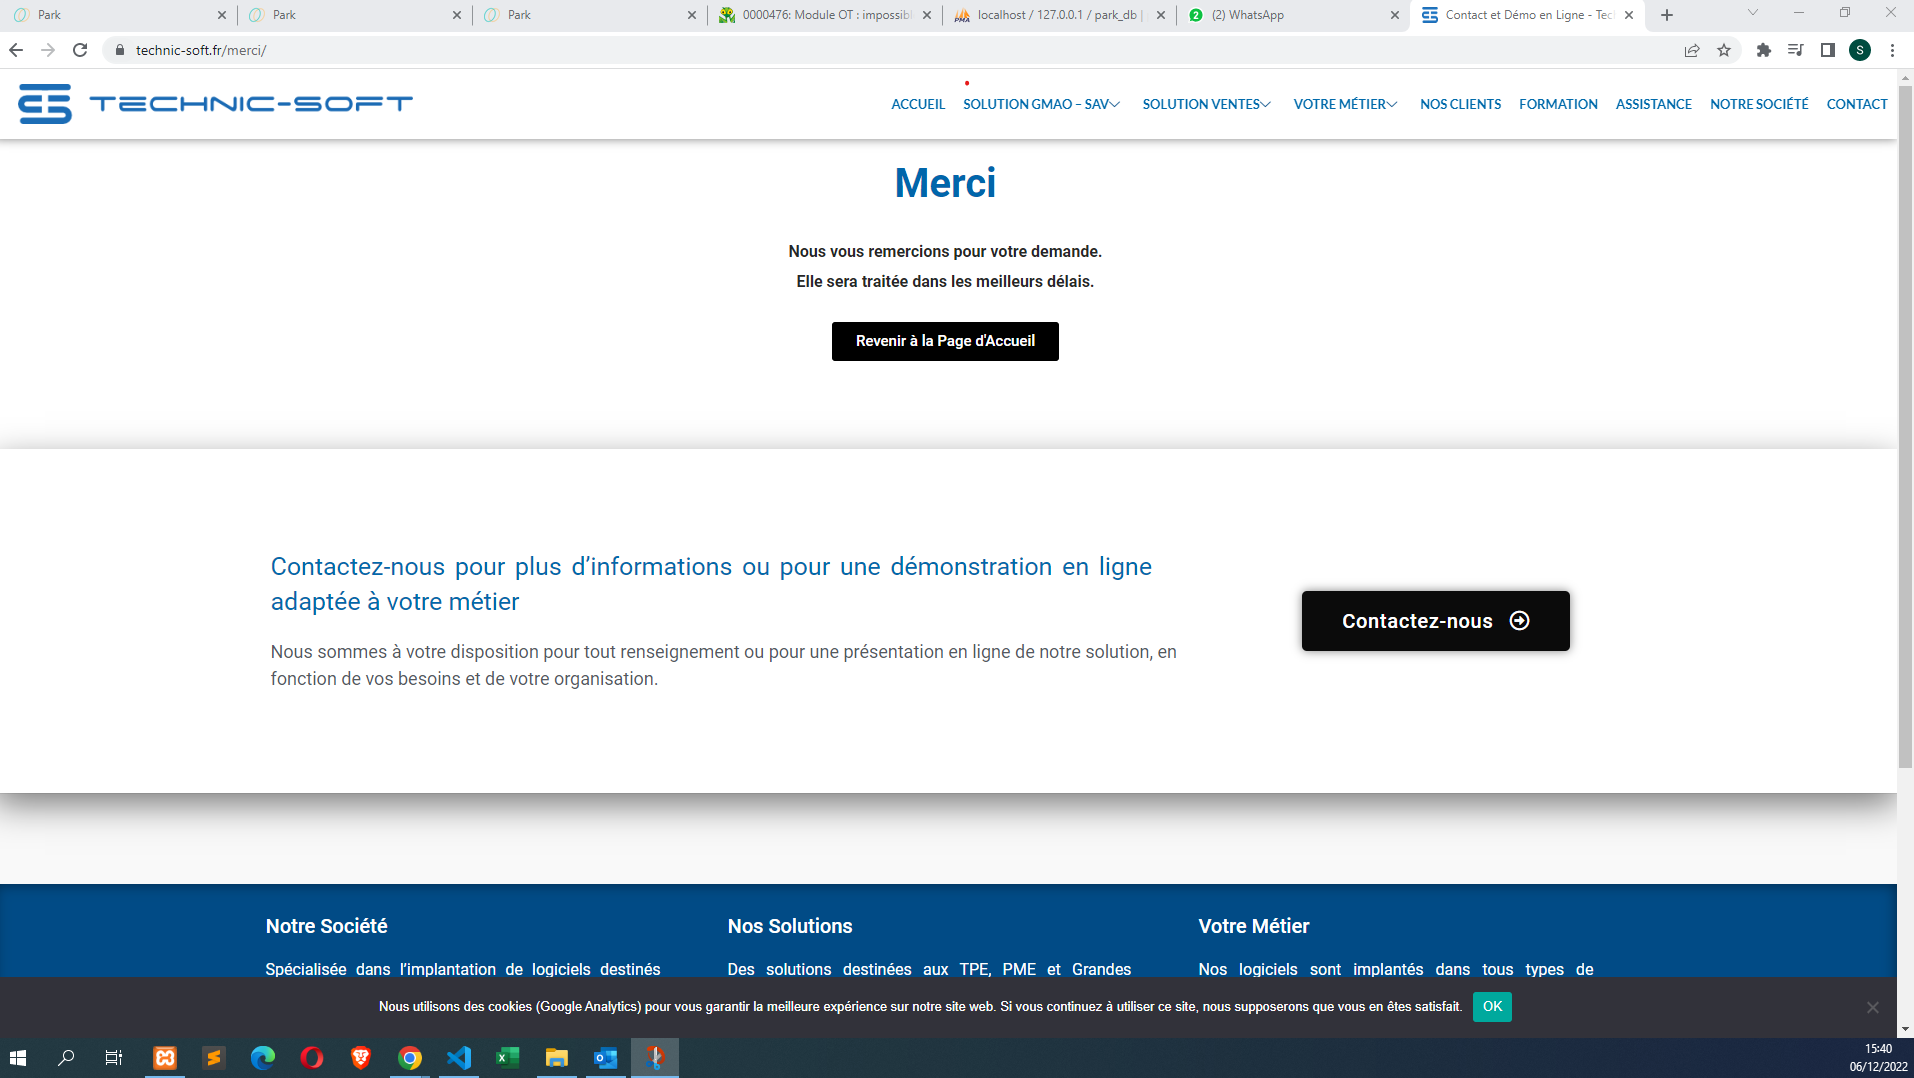 Park
Park
Park
0000476: Module OT : impossibl
localhost / 127.0.0.1 / park_db |
(2) WhatsApp
Contact et Démo en Ligne - Tec
technic-soft.fr/merci/
S
TECHNIC-SOFT
ACCUEIL
SOLUTION GMAO – SAV
SOLUTION VENTES
VOTRE MÉTIER
NOS CLIENTS
FORMATION
ASSISTANCE
NOTRE SOCIÉTÉ
CONTACT
Merci
Nous vous remercions pour votre demande.
Elle sera traitée dans les meilleurs délais.
Revenir à la Page d'Accueil
Contactez-nous pour plus d’informations ou pour une démonstration en ligne
adaptée à votre métier
Nous sommes à votre disposition pour tout renseignement ou pour une présentation en ligne de notre solution, en
fonction de vos besoins et de votre organisation.
Contactez-nous
Notre Société
Spécialisée dans l’implantation de logiciels destinés
Nos Solutions
Des solutions destinées aux TPE, PME et Grandes
Votre Métier
Nos logiciels sont implantés dans tous types de
Nous utilisons des cookies (Google Analytics) pour vous garantir la meilleure expérience sur notre site web. Si vous continuez à utiliser ce site, nous supposerons que vous en êtes satisfait.
OK
15:40
06/12/2022